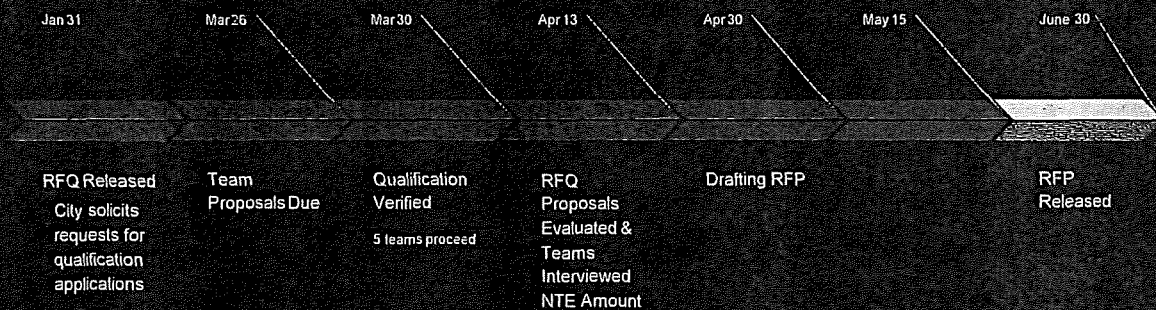 Jan 31 Mar 26 Mar 30 Apr 13 Apr 30 May 15 June 30
RFQ Released
City solicits
requests for
qualification
applications
Team
Proposals Due
Qualification
Verified
5 teams proceed
RFQ
Proposals
Evaluated &
Teams
Interviewed
NTE Amount
Drafting RFP
RFP
Released